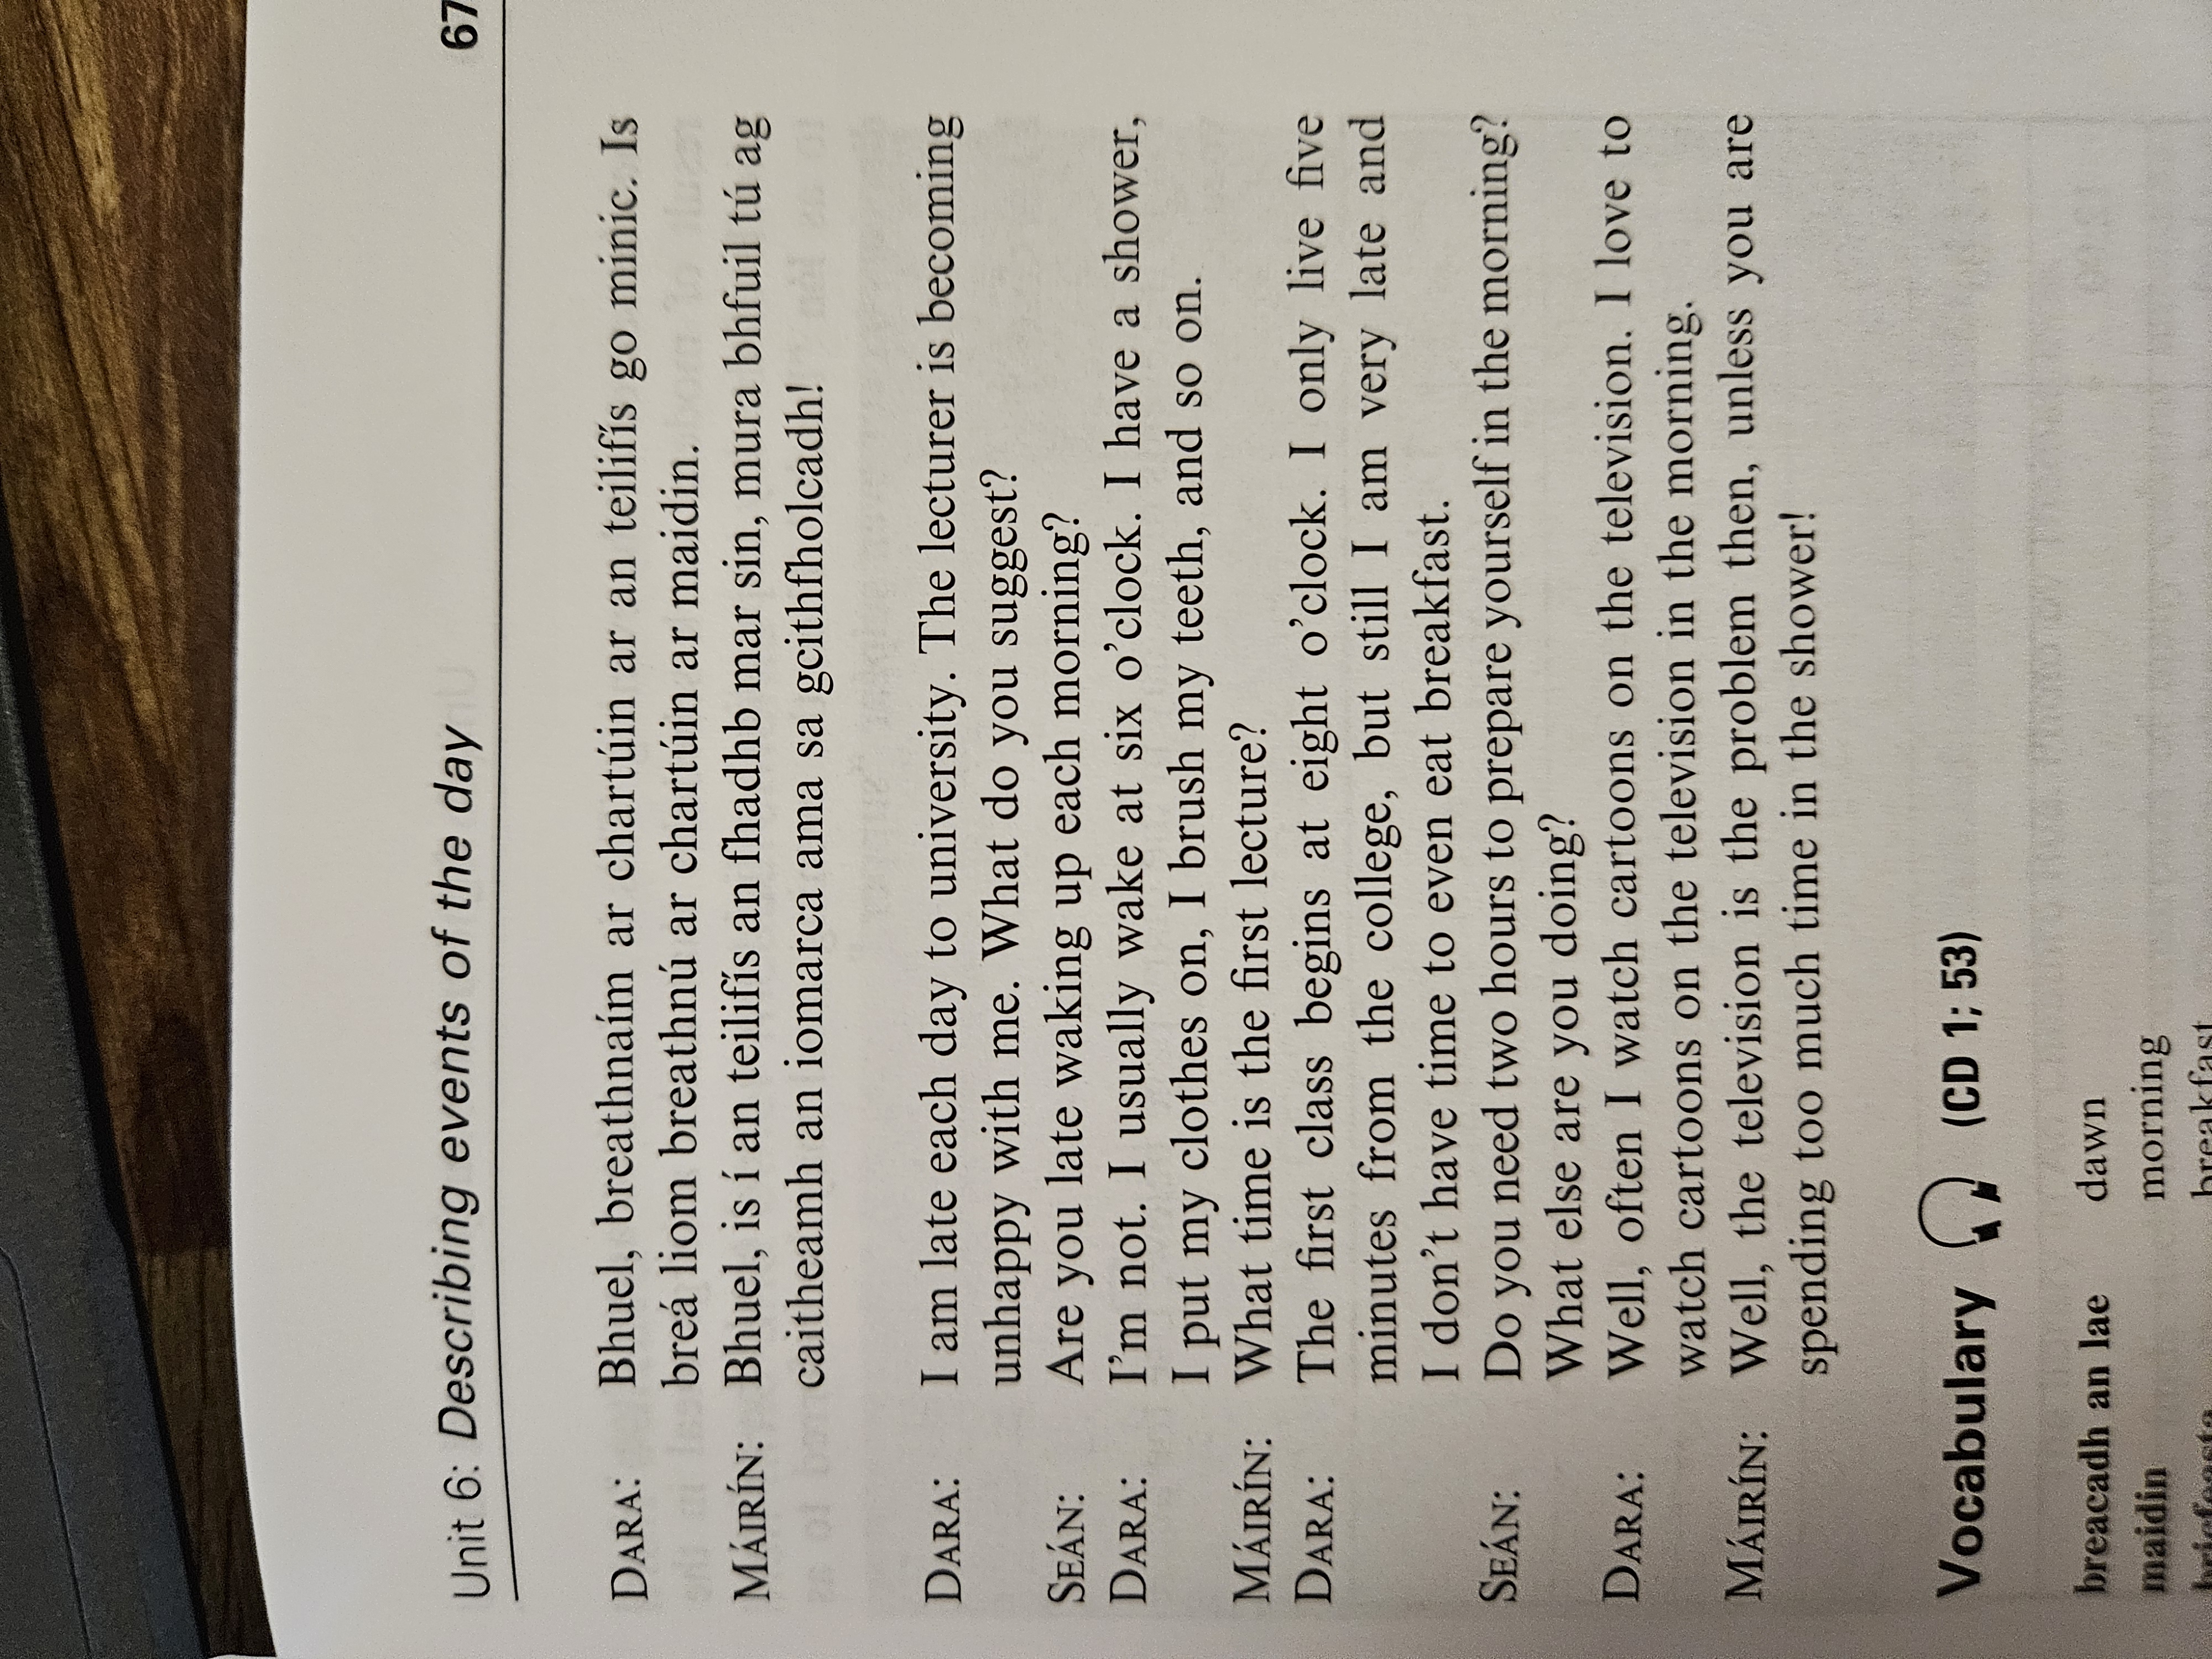 Unit 6: Describing events of the day 67
DARA: Bhuel, breathnaím ar chartúin ar an teilifís go minic. Is
breá liom breathnú ar chartúin ar maidin.
MÁIRÍN: Bhuel, is í an teilifís an fhadhb mar sin, mura bhfuil tú ag
caitheamh an iomarca ama sa gcithfholcadh!
DARA: I am late each day to university. The lecturer is becoming
unhappy with me. What do you suggest?
SEÁN: Are you late waking up each morning?
DARA: I'm not. I usually wake at six o'clock. I have a shower,
I put my clothes on, I brush my teeth, and so on.
MÁIRÍN: What time is the first lecture?
DARA: The first class begins at eight o'clock. I only live five
minutes from the college, but still I am very late and
I don't have time to even eat breakfast.
SEÁN: Do you need two hours to prepare yourself in the morning?
What else are you doing?
DARA: Well, often I watch cartoons on the television. I love to
watch cartoons on the television in the morning.
MÁIRÍN: Well, the television is the problem then, unless you are
spending too much time in the shower!
Vocabulary (CD 1; 53)
breacadh an lae dawn
maidin morning
bricfeasta breakfast